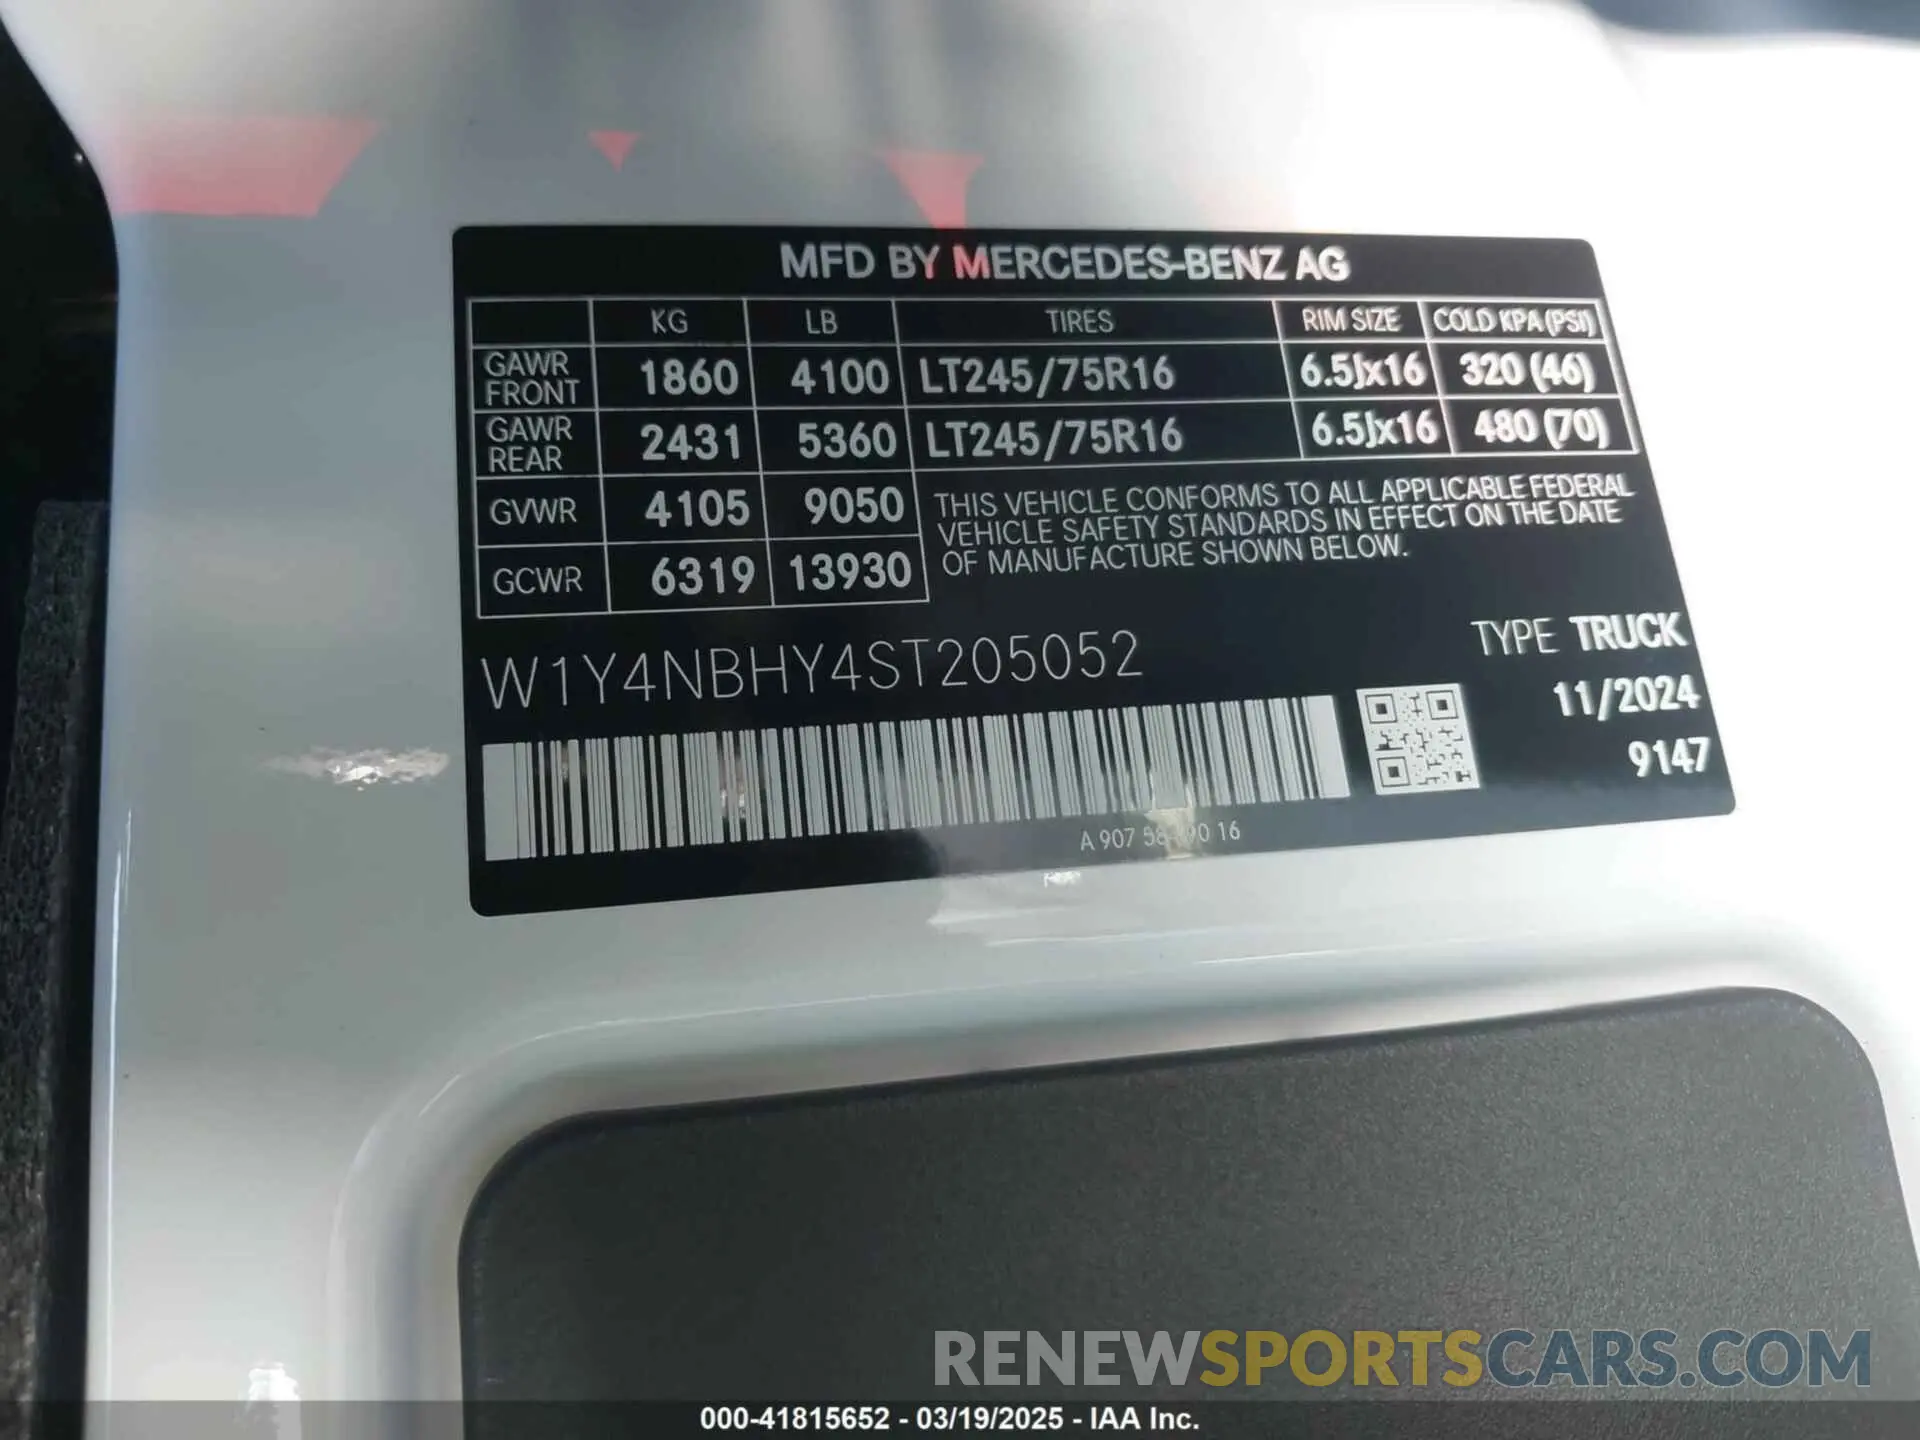 MFD BY MERCEDES-BENZ AG
KG LB TIRES RIM SIZE COLD KPA (PSI)
GAWR FRONT 1860 4100 LT245/75R16 6.5Jx16 320 (46)
GAWR REAR 2431 5360 LT245/75R16 6.5Jx16 480 (70)
GVWR 4105 9050
GCWR 6319 13930
THIS VEHICLE CONFORMS TO ALL APPLICABLE FEDERAL
VEHICLE SAFETY STANDARDS IN EFFECT ON THE DATE
OF MANUFACTURE SHOWN BELOW.
W1Y4NBHY4ST205052
TYPE TRUCK
11/2024
9147
A 907 16
RENEWSPORTSCARS.COM
000-41815652 - 03/19/2025 - IAA Inc.